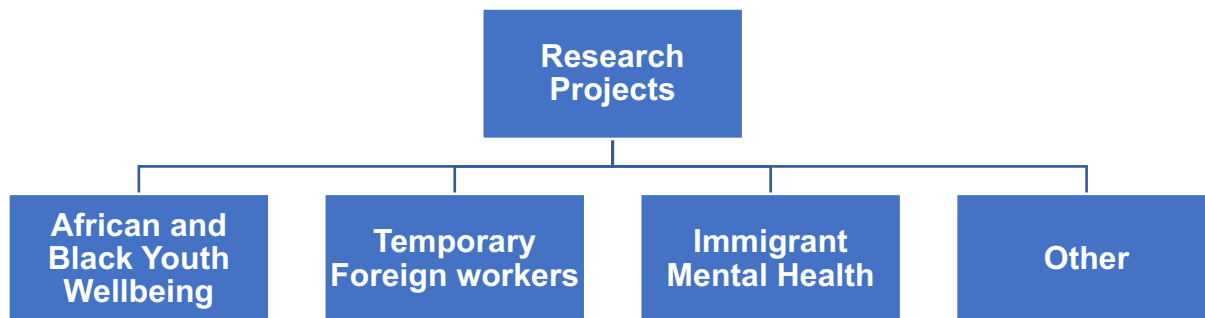 Research
Projects
African and
Black Youth
Wellbeing
Temporary
Foreign workers
Immigrant
Mental Health
Other